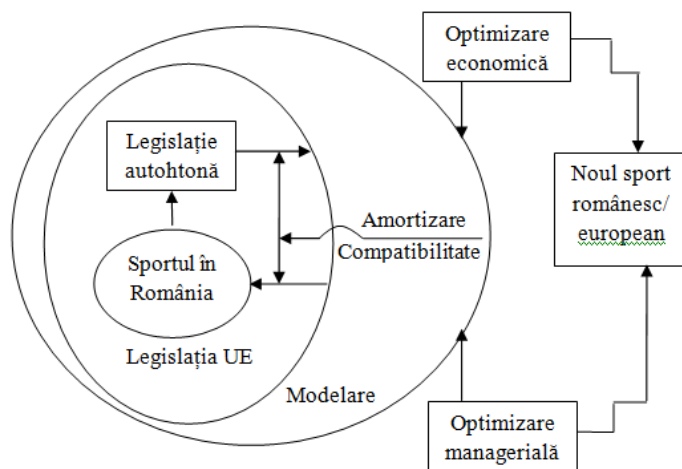 Optimizare
economică
Legislație
autohtonă
Noul sport
românesc/
european
Amortizare
Compatibilitate
Sportul în
România
Legislația UE
Modelare
Optimizare
managerială